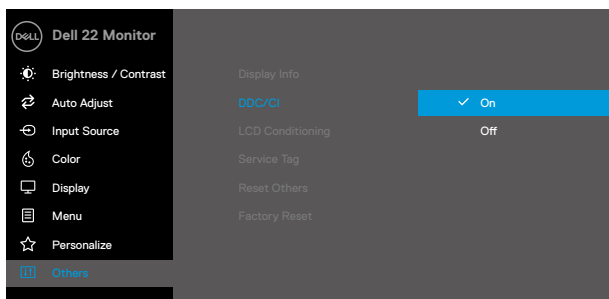 DELL Dell 22 Monitor
Brightness / Contrast Display Info
Auto Adjust DDC/CI ✓ On
Input Source LCD Conditioning Off
Color Service Tag
Display Reset Others
Menu Factory Reset
Personalize
Others